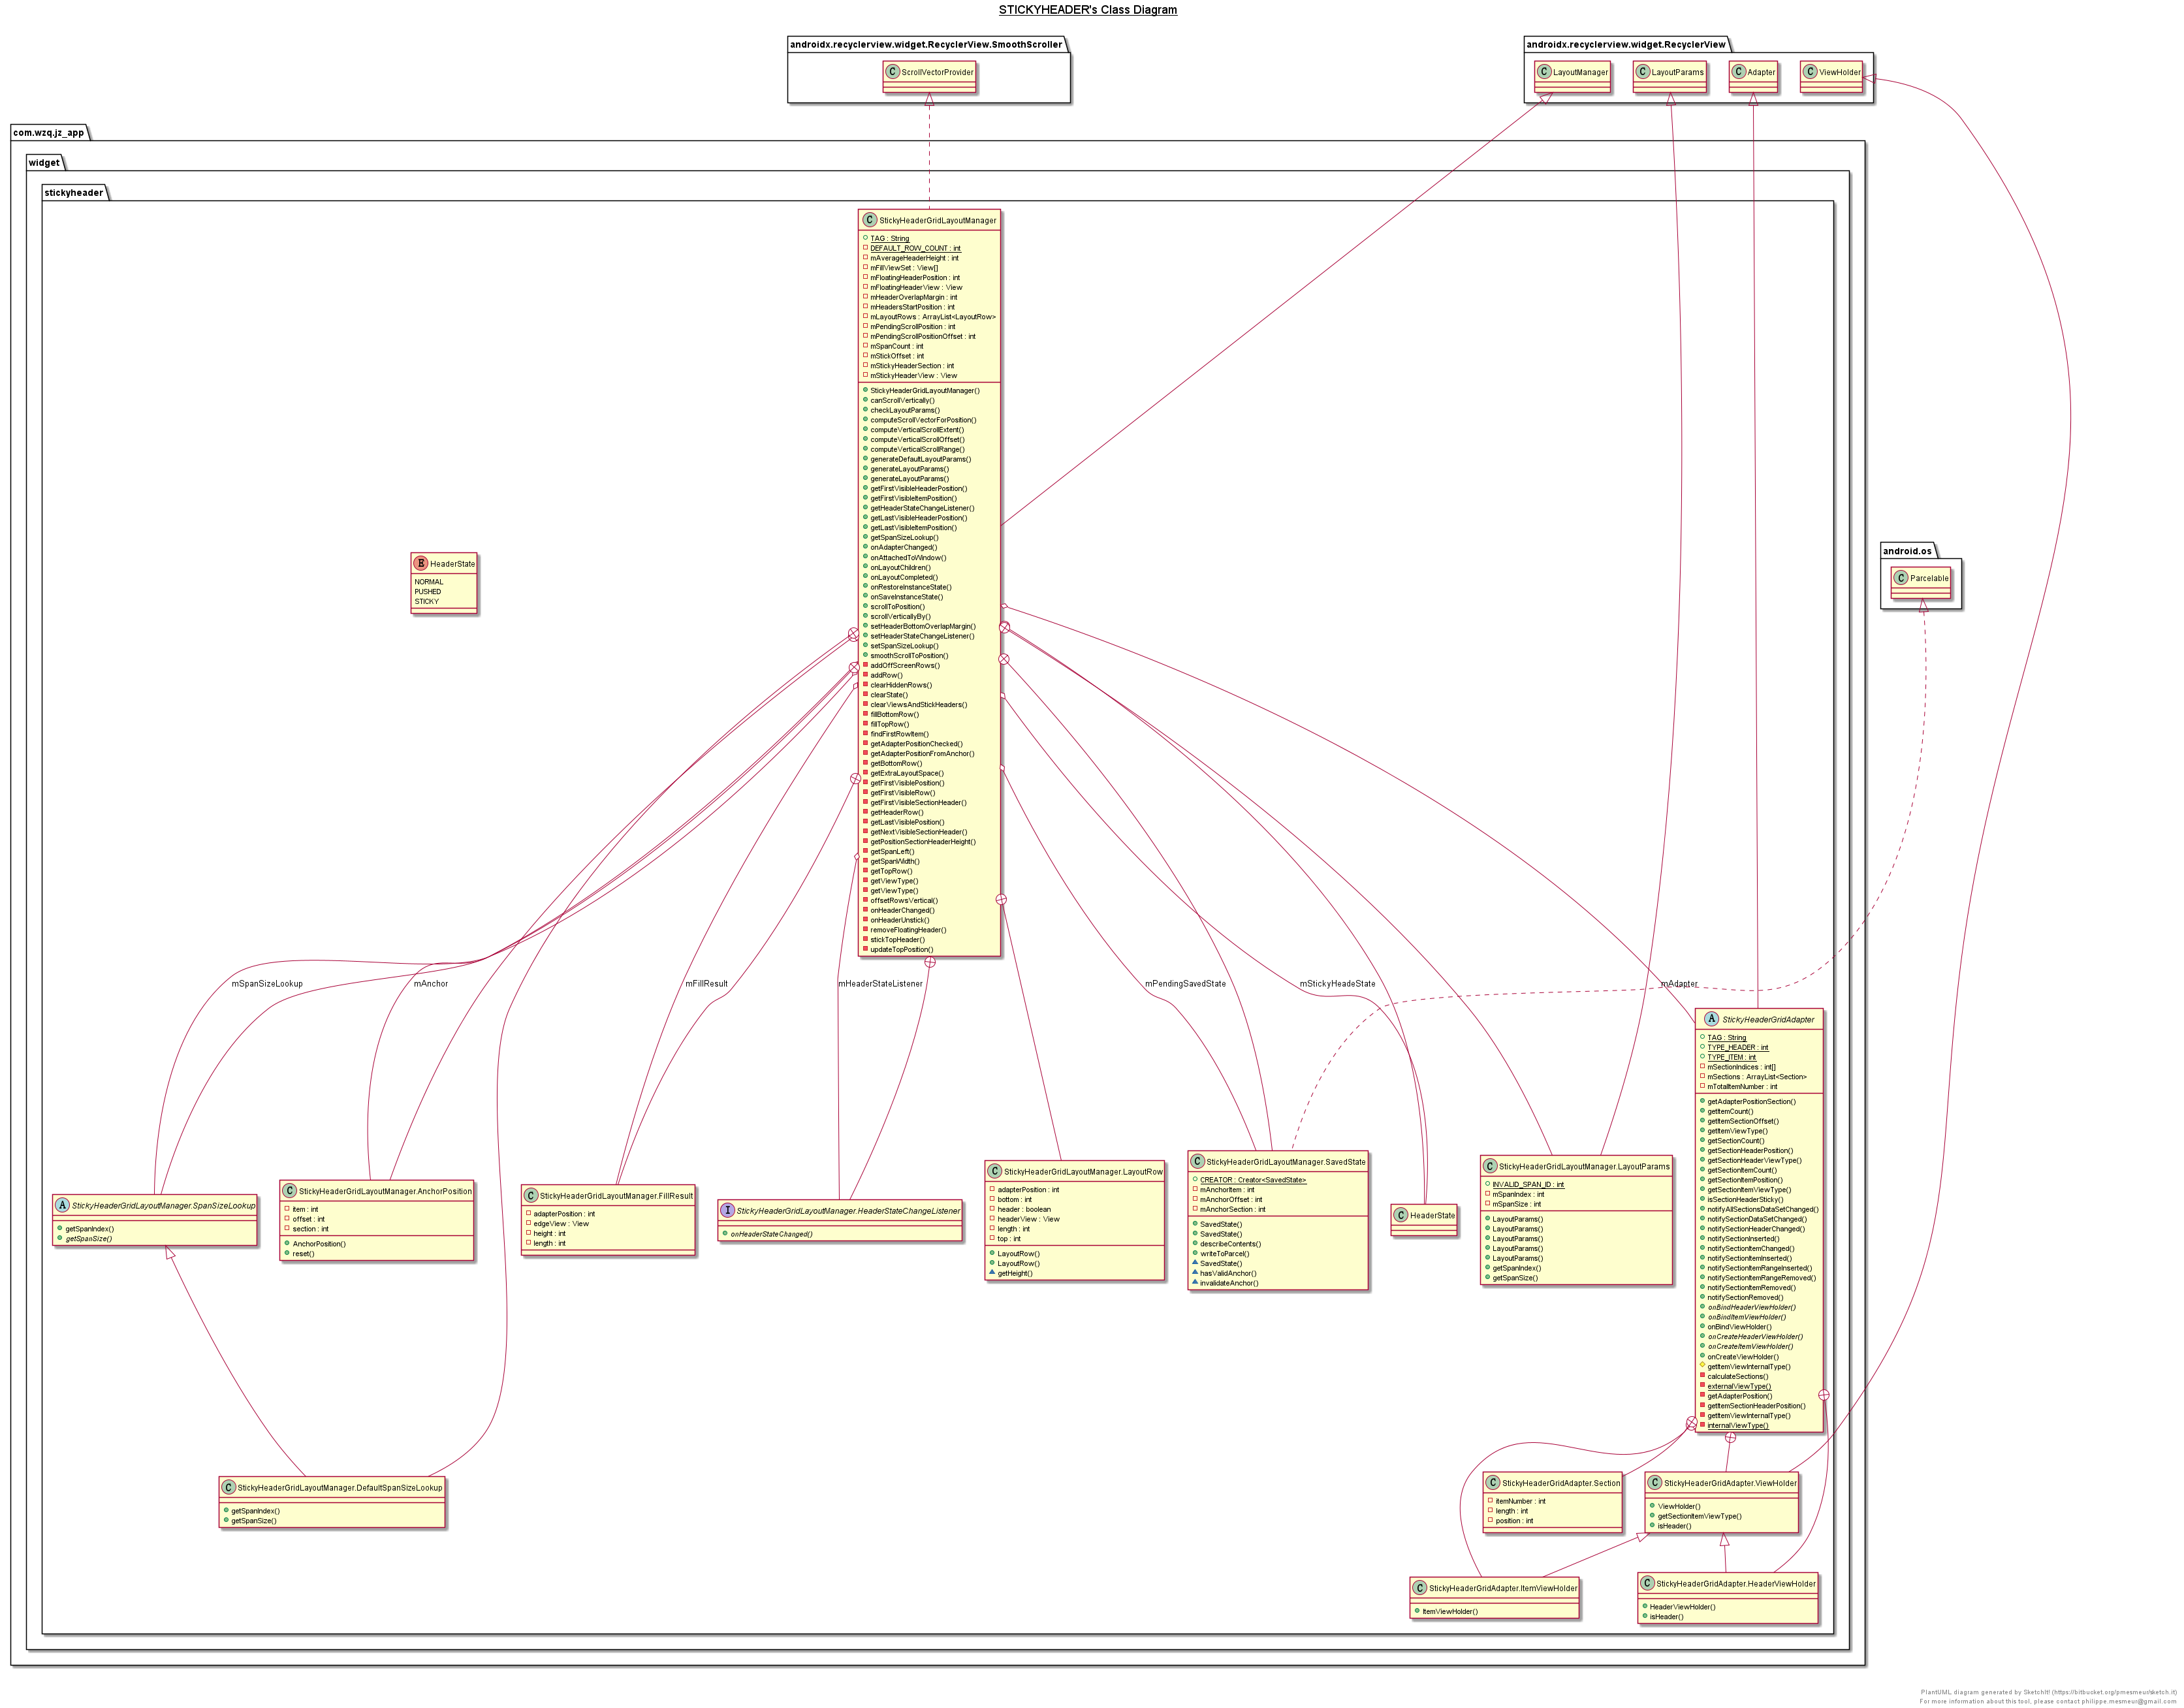 STICKYHEADER's Class Diagram
androidx.recyclerview.widget.RecyclerView.SmoothScroller
C ScrollVectorProvider
androidx.recyclerview.widget.RecyclerView
C LayoutManager
C LayoutParams
C Adapter
C ViewHolder
com.wzq.jz_app
widget
stickyheader
C StickyHeaderGridLayoutManager
TAG : String
DEFAULT_ROW_COUNT : int
mAverageHeaderHeight : int
mFillViewSet : View[]
mFloatingHeaderPosition : int
mFloatingHeaderView : View
mHeaderOverlapMargin : int
mHeadersStartPosition : int
mLayoutRows : ArrayList<LayoutRow>
mPendingScrollPosition : int
mPendingScrollPositionOffset : int
mSpanCount : int
mStickOffset : int
mStickyHeaderSection : int
mStickyHeaderView : View
StickyHeaderGridLayoutManager()
canScrollVertically()
checkLayoutParams()
computeScrollVectorForPosition()
computeVerticalScrollExtent()
computeVerticalScrollOffset()
computeVerticalScrollRange()
generateDefaultLayoutParams()
generateLayoutParams()
generateLayoutParams()
getFirstVisibleHeaderPosition()
getFirstVisibleItemPosition()
getHeaderStateChangeListener()
getLastVisibleHeaderPosition()
getLastVisibleItemPosition()
getSpanSizeLookup()
onAdapterChanged()
onAttachedToWindow()
onLayoutChildren()
onLayoutCompleted()
onRestoreInstanceState()
onSaveInstanceState()
scrollToPosition()
scrollVerticallyBy()
setHeaderBottomOverlapMargin()
setHeaderStateChangeListener()
setSpanSizeLookup()
smoothScrollToPosition()
addOffScreenRows()
addRow()
clearHiddenRows()
clearState()
clearViewsAndStickHeaders()
fillBottomRow()
fillTopRow()
findFirstRowItem()
getAdapterPositionChecked()
getAdapterPositionFromAnchor()
getBottomRow()
getExtraLayoutSpace()
getFirstVisiblePosition()
getFirstVisibleRow()
getFirstVisibleSectionHeader()
getHeaderRow()
getLastVisiblePosition()
getNextVisibleSectionHeader()
getPositionSectionHeaderHeight()
getSpanLeft()
getSpanWidth()
getTopRow()
getViewType()
getViewType()
offsetRowsVertical()
onHeaderChanged()
onHeaderUnstick()
removeFloatingHeader()
stickTopHeader()
updateTopPosition()
E HeaderState
NORMAL
PUSHED
STICKY
android.os
C Parcelable
mSpanSizeLookup
mAnchor
mFillResult
mHeaderStateListener
mPendingSavedState
mStickyHeadeState
mAdapter
A StickyHeaderGridAdapter
TAG : String
TYPE_HEADER : int
TYPE_ITEM : int
mSectionIndices : int[]
mSections : ArrayList<Section>
mTotalItemNumber : int
getAdapterPositionSection()
getItemCount()
getItemSectionOffset()
getItemViewType()
getSectionCount()
getSectionHeaderPosition()
getSectionHeaderViewType()
getSectionItemCount()
getSectionItemPosition()
getSectionItemViewType()
isSectionHeaderSticky()
notifyAllSectionsDataSetChanged()
notifySectionDataSetChanged()
notifySectionHeaderChanged()
notifySectionInserted()
notifySectionItemChanged()
notifySectionItemInserted()
notifySectionItemRangeInserted()
notifySectionItemRangeRemoved()
notifySectionItemRemoved()
notifySectionRemoved()
onBindHeaderViewHolder()
onBindItemViewHolder()
onBindViewHolder()
onCreateHeaderViewHolder()
onCreateItemViewHolder()
onCreateViewHolder()
getItemViewInternalType()
calculateSections()
externalViewType()
getAdapterPosition()
getItemSectionHeaderPosition()
getItemViewInternalType()
internalViewType()
A StickyHeaderGridLayoutManager.SpanSizeLookup
getSpanIndex()
getSpanSize()
C StickyHeaderGridLayoutManager.AnchorPosition
item : int
offset : int
section : int
AnchorPosition()
reset()
C StickyHeaderGridLayoutManager.FillResult
adapterPosition : int
edgeView : View
height : int
length : int
I StickyHeaderGridLayoutManager.HeaderStateChangeListener
onHeaderStateChanged()
C StickyHeaderGridLayoutManager.LayoutRow
adapterPosition : int
bottom : int
header : boolean
headerView : View
length : int
top : int
LayoutRow()
LayoutRow()
getHeight()
C StickyHeaderGridLayoutManager.SavedState
CREATOR : Creator<SavedState>
mAnchorItem : int
mAnchorOffset : int
mAnchorSection : int
SavedState()
SavedState()
describeContents()
writeToParcel()
SavedState()
hasValidAnchor()
invalidateAnchor()
C HeaderState
C StickyHeaderGridLayoutManager.LayoutParams
INVALID_SPAN_ID : int
mSpanIndex : int
mSpanSize : int
LayoutParams()
LayoutParams()
LayoutParams()
LayoutParams()
LayoutParams()
getSpanIndex()
getSpanSize()
C StickyHeaderGridLayoutManager.DefaultSpanSizeLookup
getSpanIndex()
getSpanSize()
C StickyHeaderGridAdapter.Section
itemNumber : int
length : int
position : int
C StickyHeaderGridAdapter.ViewHolder
ViewHolder()
getSectionItemViewType()
isHeader()
C StickyHeaderGridAdapter.ItemViewHolder
ItemViewHolder()
C StickyHeaderGridAdapter.HeaderViewHolder
HeaderViewHolder()
isHeader()
PlantUML diagram generated by SketchIt! (https://bitbucket.org/pmesmeur/sketch.it)
For more information about this tool, please contact philippe.mesmeur@gmail.com